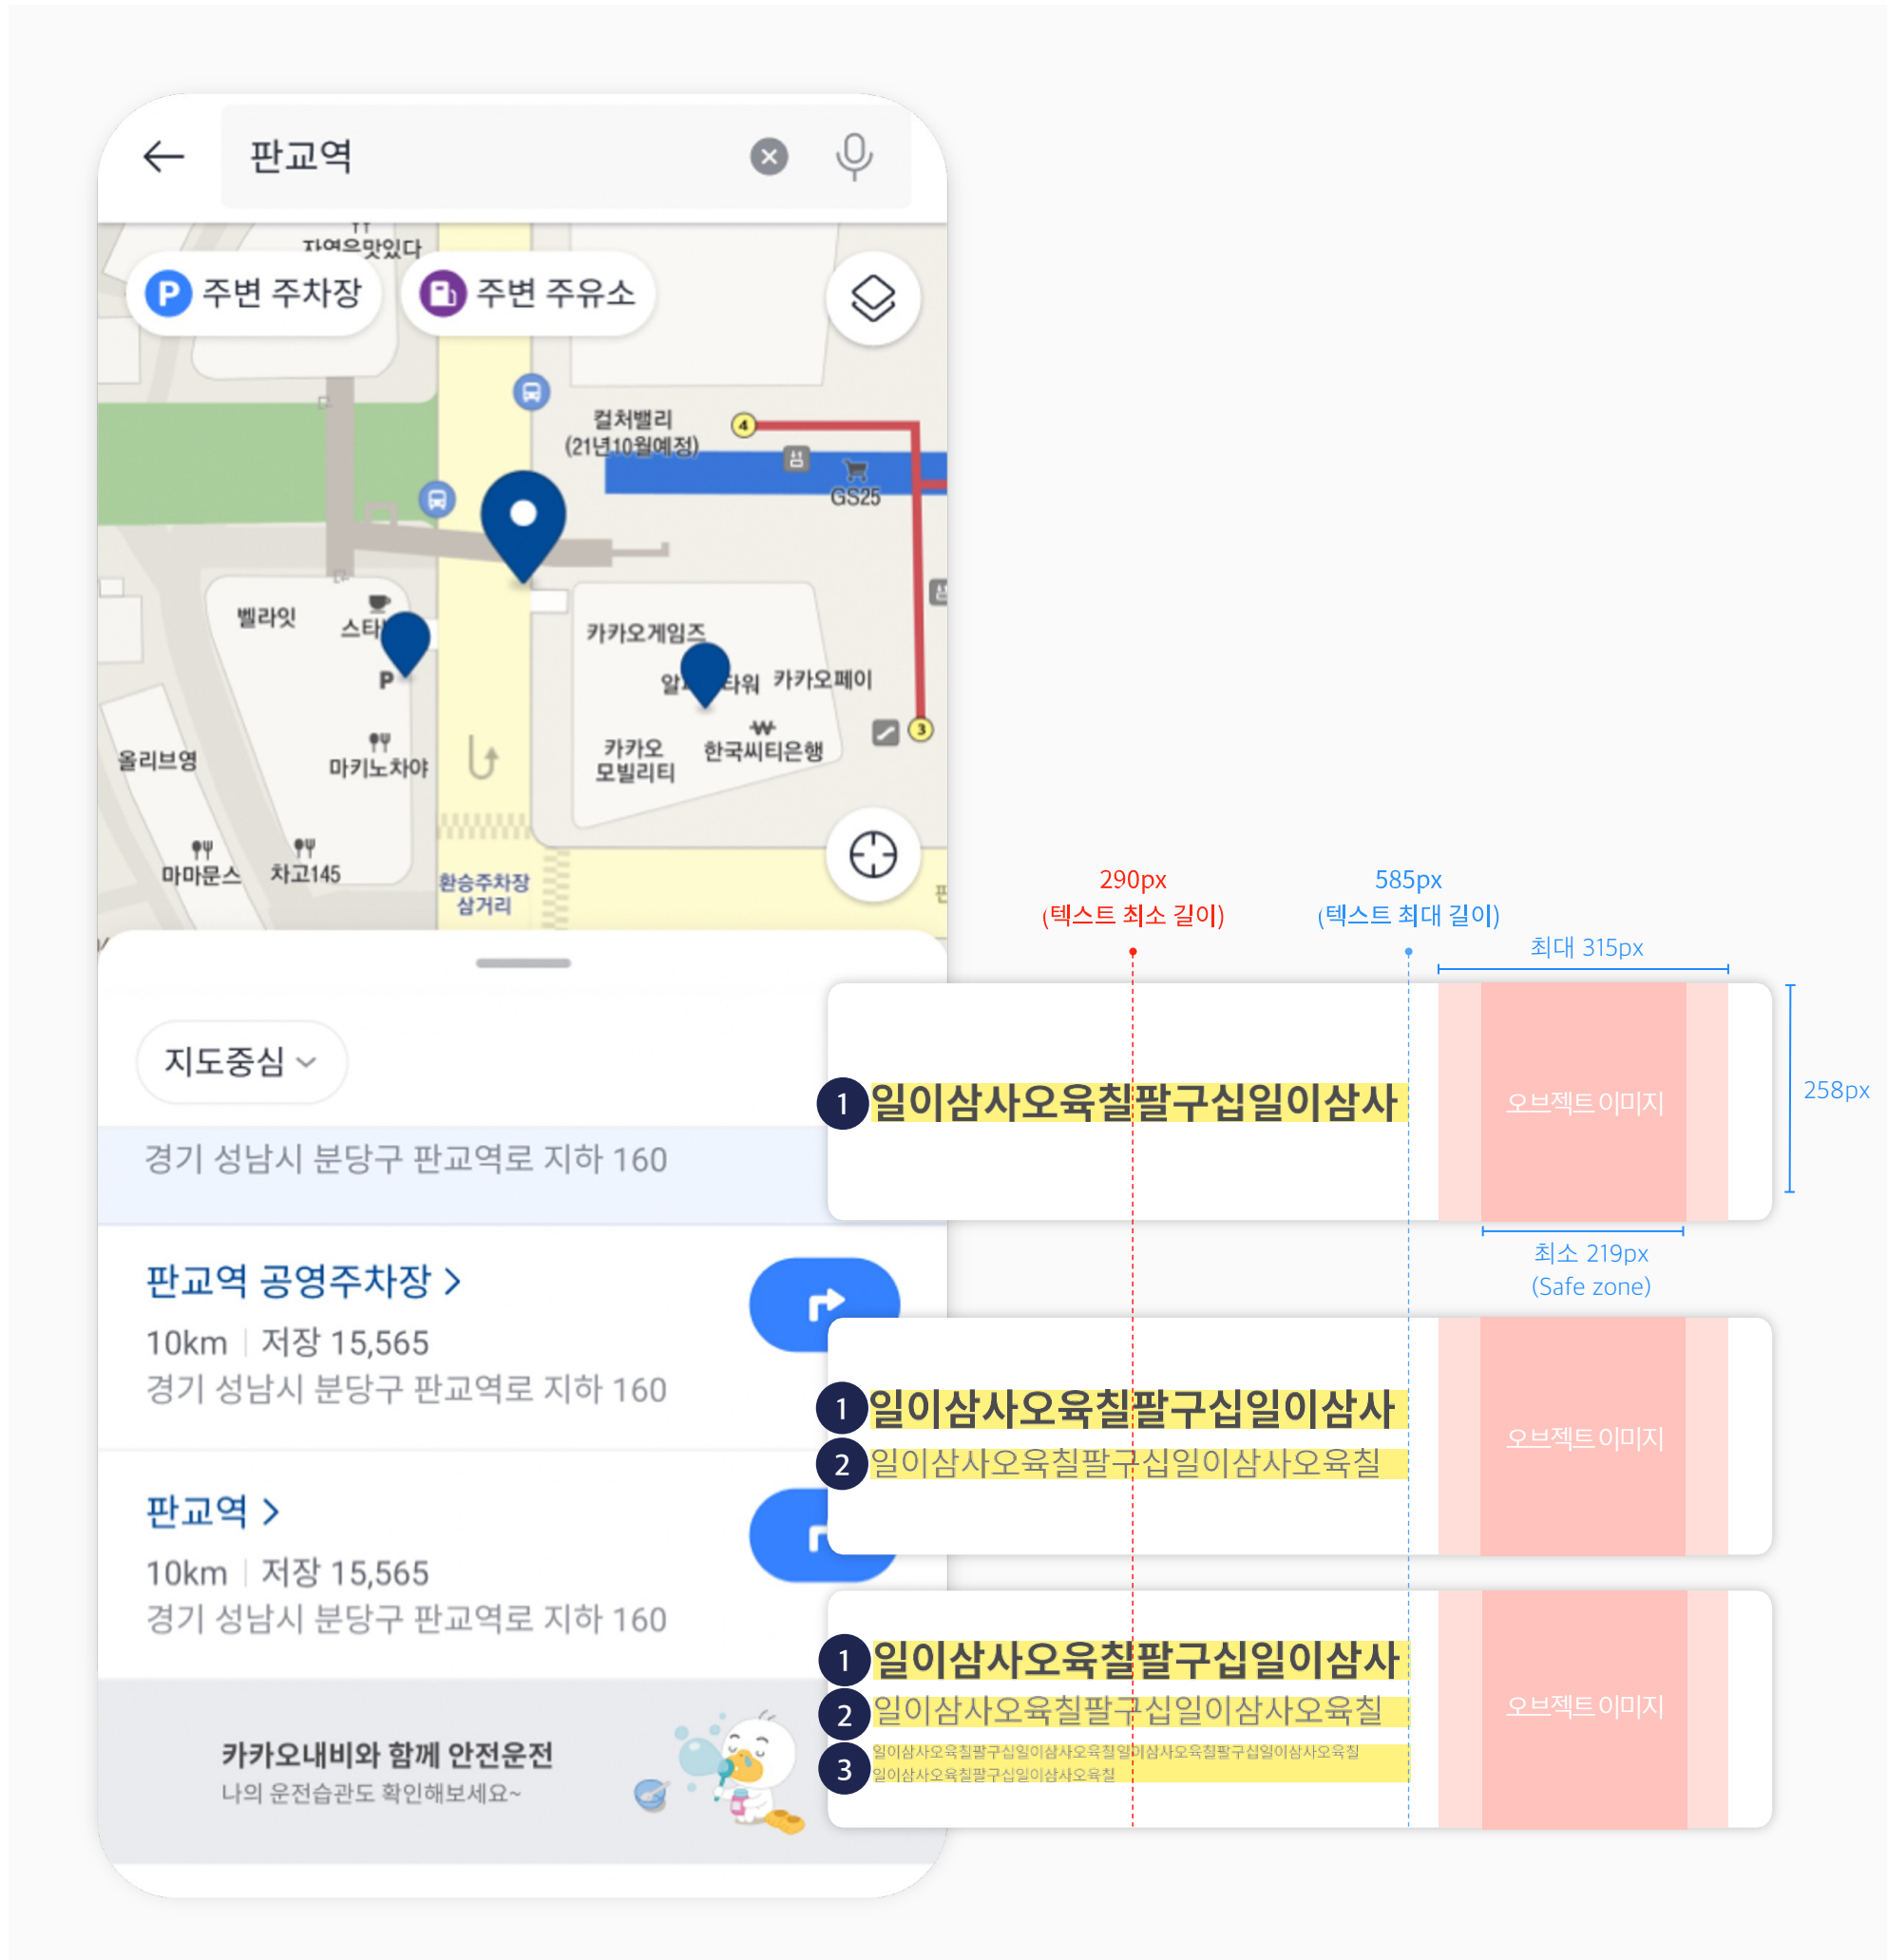 판교역
자연은맛있다
P 주변 주차장
주변 주유소
컬처밸리
(21년10월예정)
4
GS25
벨라잇
P
카카오게임즈
카카오페이
3
올리브영
마키노차야
카카오
모빌리티
한국씨티은행
마마문스
차고145
환승주차장
삼거리
지도중심
경기 성남시 분당구 판교역로 지하 160
판교역 공영주차장 >
10km | 저장 15,565
경기 성남시 분당구 판교역로 지하 160
판교역 >
10km | 저장 15,565
경기 성남시 분당구 판교역로 지하 160
카카오내비와 함께 안전운전
나의 운전습관도 확인해보세요~
290px
(텍스트 최소 길이)
585px
(텍스트 최대 길이)
최대 315px
1 일이삼사오육칠팔구십일이삼사
오브젝트 이미지
258px
최소 219px
(Safe zone)
1 일이삼사오육칠팔구십일이삼사
2 일이삼사오육칠팔구십일이삼사오육칠
오브젝트 이미지
1 일이삼사오육칠팔구십일이삼사
2 일이삼사오육칠팔구십일이삼사오육칠
3 일이삼사오육칠팔구십일이삼사오육칠일이삼사오육칠팔구십일이삼사오육칠
일이삼사오육칠팔구십일이삼사오육칠
오브젝트 이미지